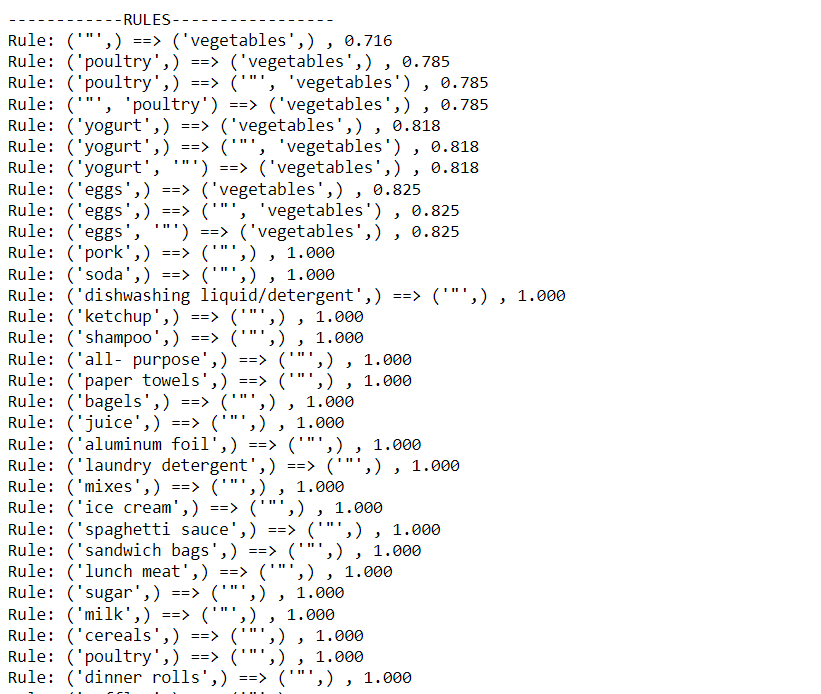 ------------RULES-----------------
Rule: ('"',) ==> ('vegetables',) , 0.716
Rule: ('poultry',) ==> ('vegetables',) , 0.785
Rule: ('poultry',) ==> ('"', 'vegetables') , 0.785
Rule: ('"', 'poultry') ==> ('vegetables',) , 0.785
Rule: ('yogurt',) ==> ('vegetables',) , 0.818
Rule: ('yogurt',) ==> ('"', 'vegetables') , 0.818
Rule: ('yogurt', '"') ==> ('vegetables',) , 0.818
Rule: ('eggs',) ==> ('vegetables',) , 0.825
Rule: ('eggs',) ==> ('"', 'vegetables') , 0.825
Rule: ('eggs', '"') ==> ('vegetables',) , 0.825
Rule: ('pork',) ==> ('"',) , 1.000
Rule: ('soda',) ==> ('"',) , 1.000
Rule: ('dishwashing liquid/detergent',) ==> ('"',) , 1.000
Rule: ('ketchup',) ==> ('"',) , 1.000
Rule: ('shampoo',) ==> ('"',) , 1.000
Rule: ('all- purpose',) ==> ('"',) , 1.000
Rule: ('paper towels',) ==> ('"',) , 1.000
Rule: ('bagels',) ==> ('"',) , 1.000
Rule: ('juice',) ==> ('"',) , 1.000
Rule: ('aluminum foil',) ==> ('"',) , 1.000
Rule: ('laundry detergent',) ==> ('"',) , 1.000
Rule: ('mixes',) ==> ('"',) , 1.000
Rule: ('ice cream',) ==> ('"',) , 1.000
Rule: ('spaghetti sauce',) ==> ('"',) , 1.000
Rule: ('sandwich bags',) ==> ('"',) , 1.000
Rule: ('lunch meat',) ==> ('"',) , 1.000
Rule: ('sugar',) ==> ('"',) , 1.000
Rule: ('milk',) ==> ('"',) , 1.000
Rule: ('cereals',) ==> ('"',) , 1.000
Rule: ('poultry',) ==> ('"',) , 1.000
Rule: ('dinner rolls',) ==> ('"',) , 1.000